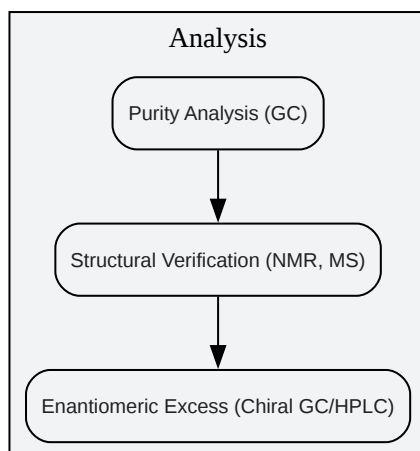 Analysis
Purity Analysis (GC)
Structural Verification (NMR, MS)
Enantiomeric Excess (Chiral GC/HPLC)